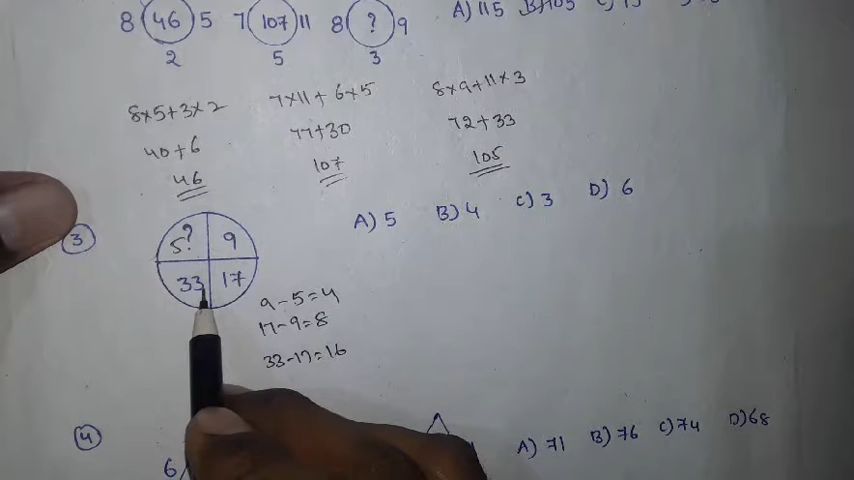 8 46 5 7 107 11 8 ? 9 A) 115 B) 105
2 5 3
8×5+3×2 7×11+6×5 8×9+11×3
40+6 77+30 72+33
46 107 105
3 5? 9 A) 5 B) 4 C) 3 D) 6
33 17
9-5=4
17-9=8
33-17=16
4 6 A) 71 B) 76 C) 74 D) 68